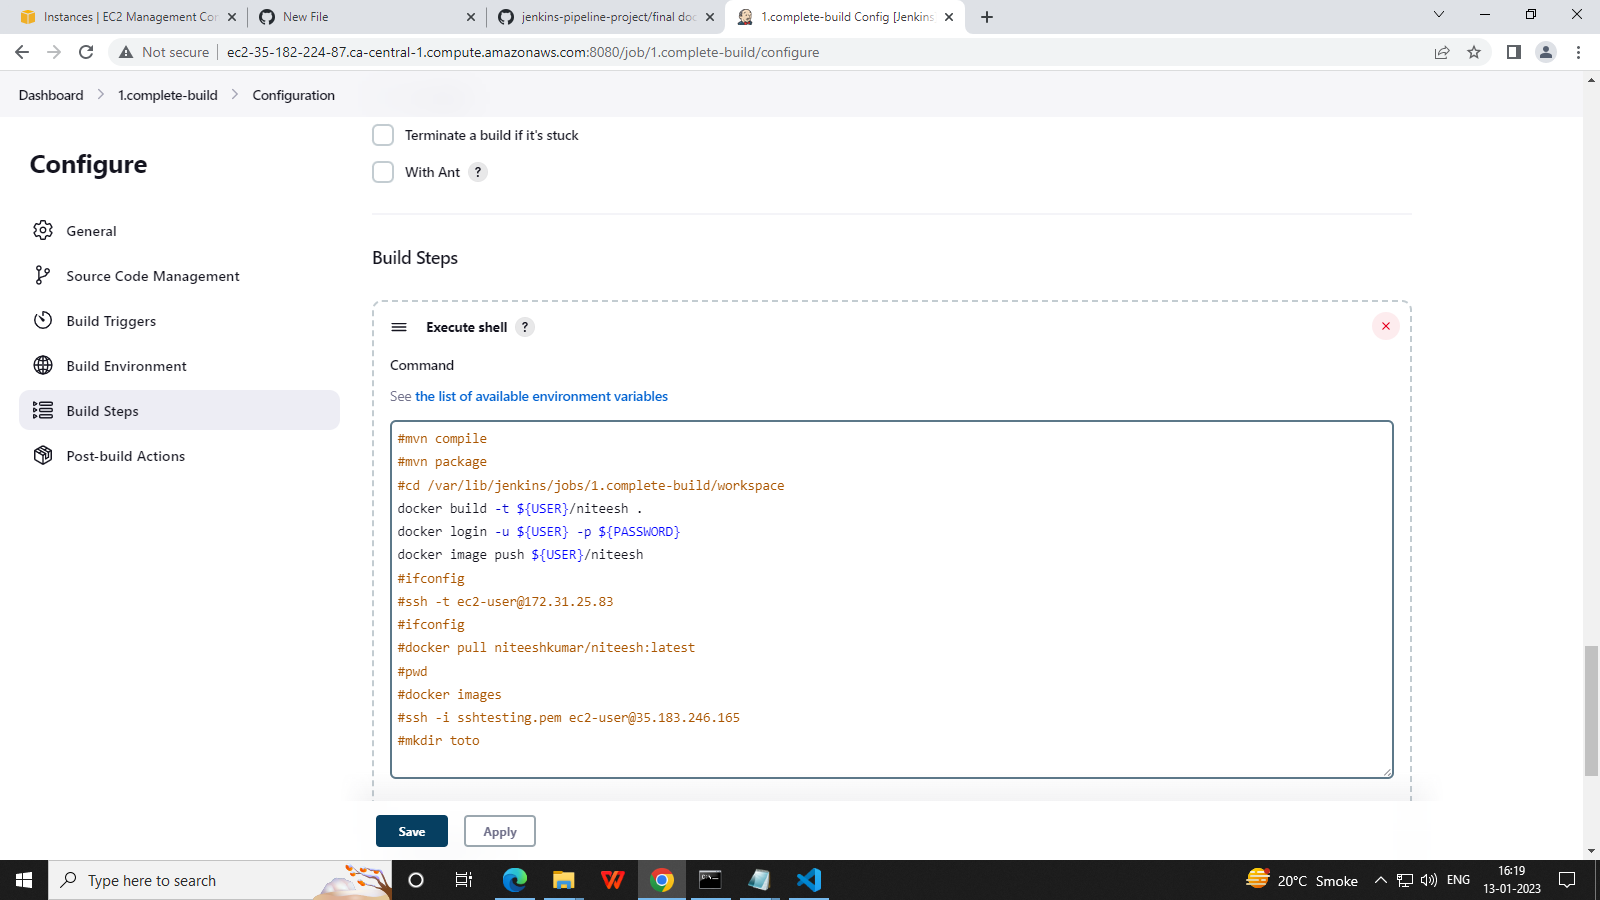 Instances | EC2 Management Con
New File
jenkins-pipeline-project/final doc
1.complete-build Config [Jenkins
Not secure
ec2-35-182-224-87.ca-central-1.compute.amazonaws.com:8080/job/1.complete-build/configure
Dashboard
1.complete-build
Configuration
Configure
General
Source Code Management
Build Triggers
Build Environment
Build Steps
Post-build Actions
Terminate a build if it's stuck
With Ant ?
Build Steps
Execute shell ?
Command
See the list of available environment variables
#mvn compile
#mvn package
#cd /var/lib/jenkins/jobs/1.complete-build/workspace
docker build -t ${USER}/niteesh .
docker login -u ${USER} -p ${PASSWORD}
docker image push ${USER}/niteesh
#ifconfig
#ssh -t ec2-user@172.31.25.83
#ifconfig
#docker pull niteeshkumar/niteesh:latest
#pwd
#docker images
#ssh -i sshtesting.pem ec2-user@35.183.246.165
#mkdir toto
Save
Apply
Type here to search
20°C Smoke
ENG
16:19
13-01-2023